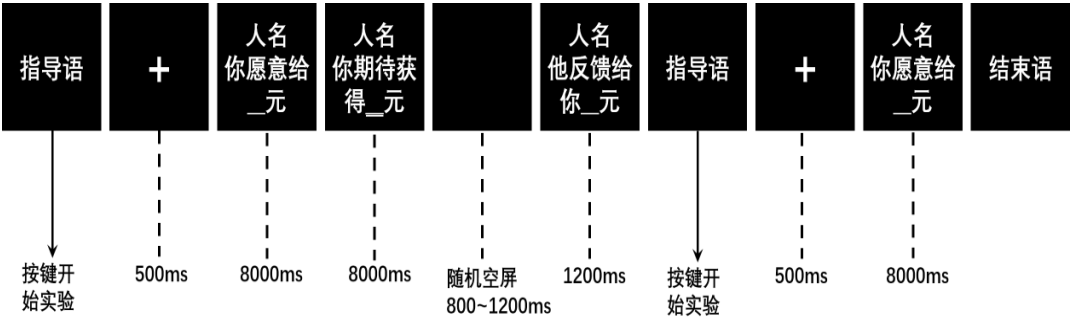 指导语
+
人名
你愿意给
__元
人名
你期待获
得__元
人名
他反馈给
你__元
指导语
+
人名
你愿意给
__元
结束语
按键开
始实验
500ms
8000ms
8000ms
随机空屏
800~1200ms
1200ms
按键开
始实验
500ms
8000ms